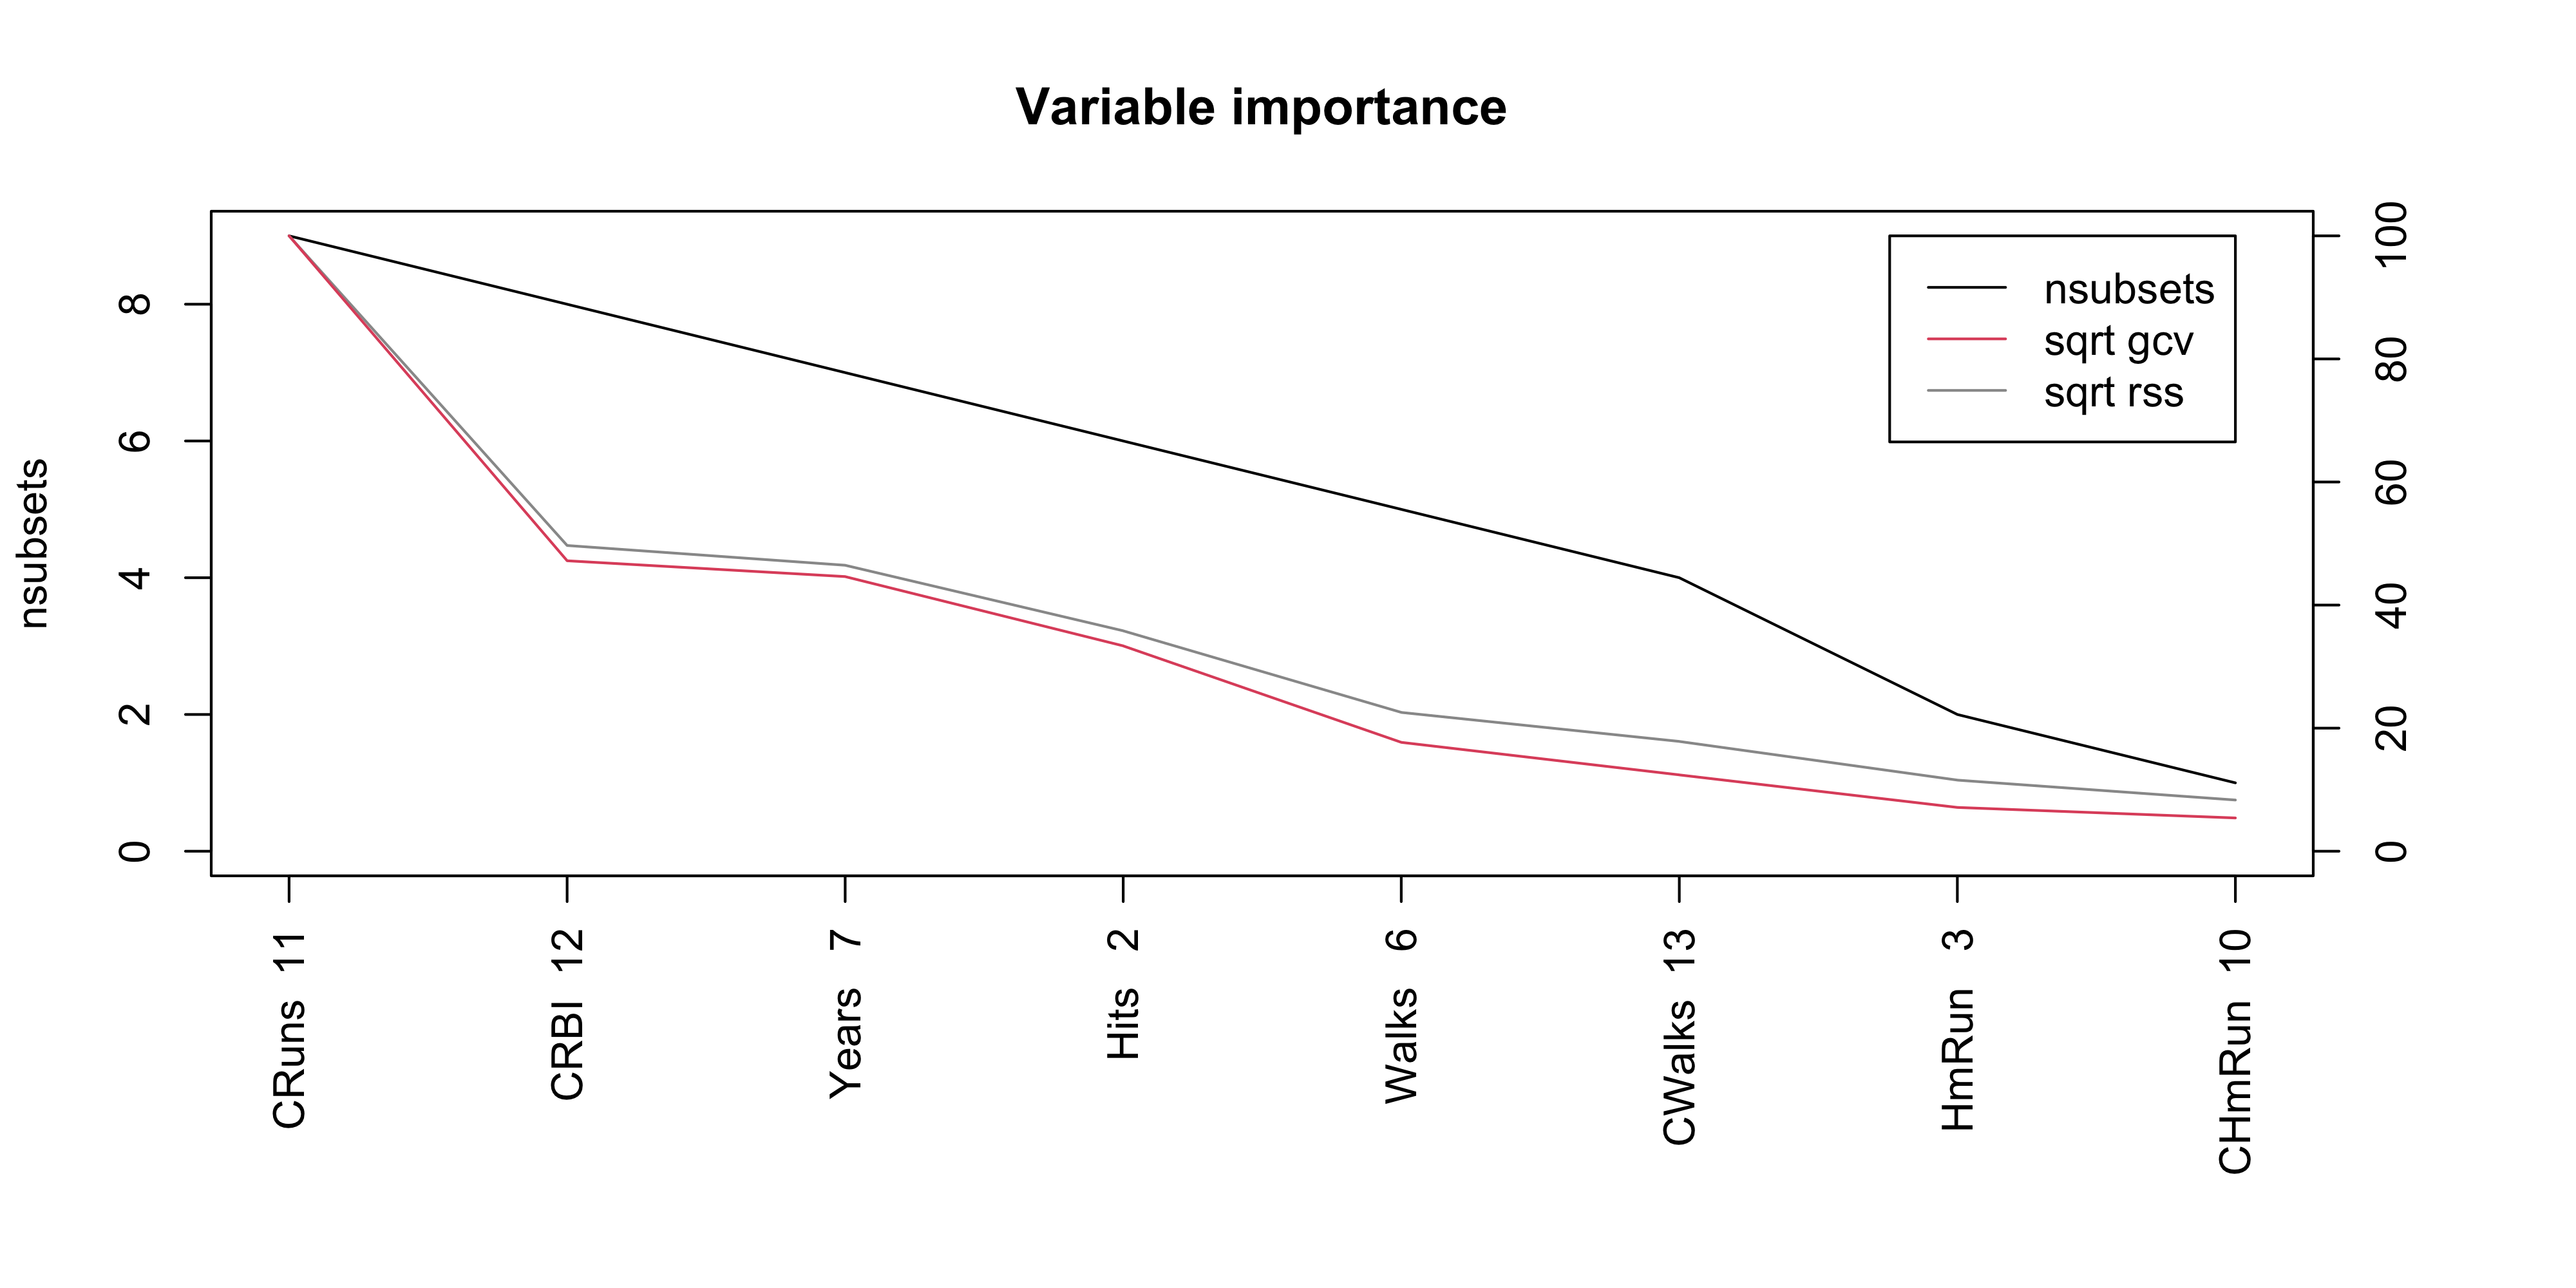 Variable importance
nsubsets
8
6
4
2
0
100
80
60
40
20
0
nsubsets
sqrt gcv
sqrt rss
CRuns 11
CRBI 12
Years 7
Hits 2
Walks 6
CWalks 13
HmRun 3
CHmRun 10